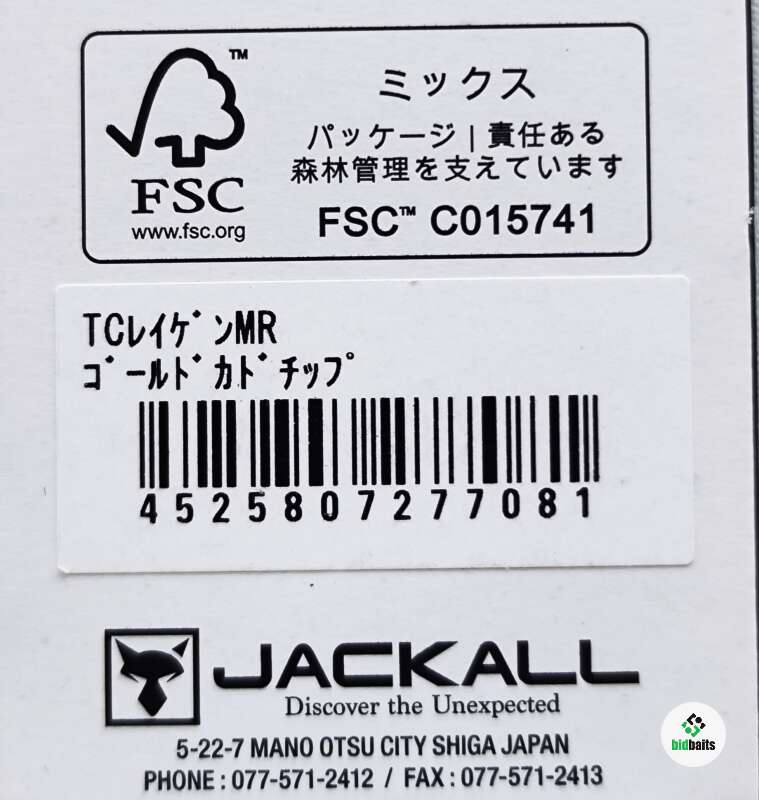 TM
ミックス
パッケージ | 責任ある
森林管理を支えています
FSC™ C015741
FSC
www.fsc.org
TCﾚｲｹﾞﾝMR
ｺﾞｰﾙﾄﾞｶﾄﾞﾁｯﾌﾟ
4525807277081
JACKALL
Discover the Unexpected
5-22-7 MANO OTSU CITY SHIGA JAPAN
PHONE : 077-571-2412 / FAX : 077-571-2413
bidbaits